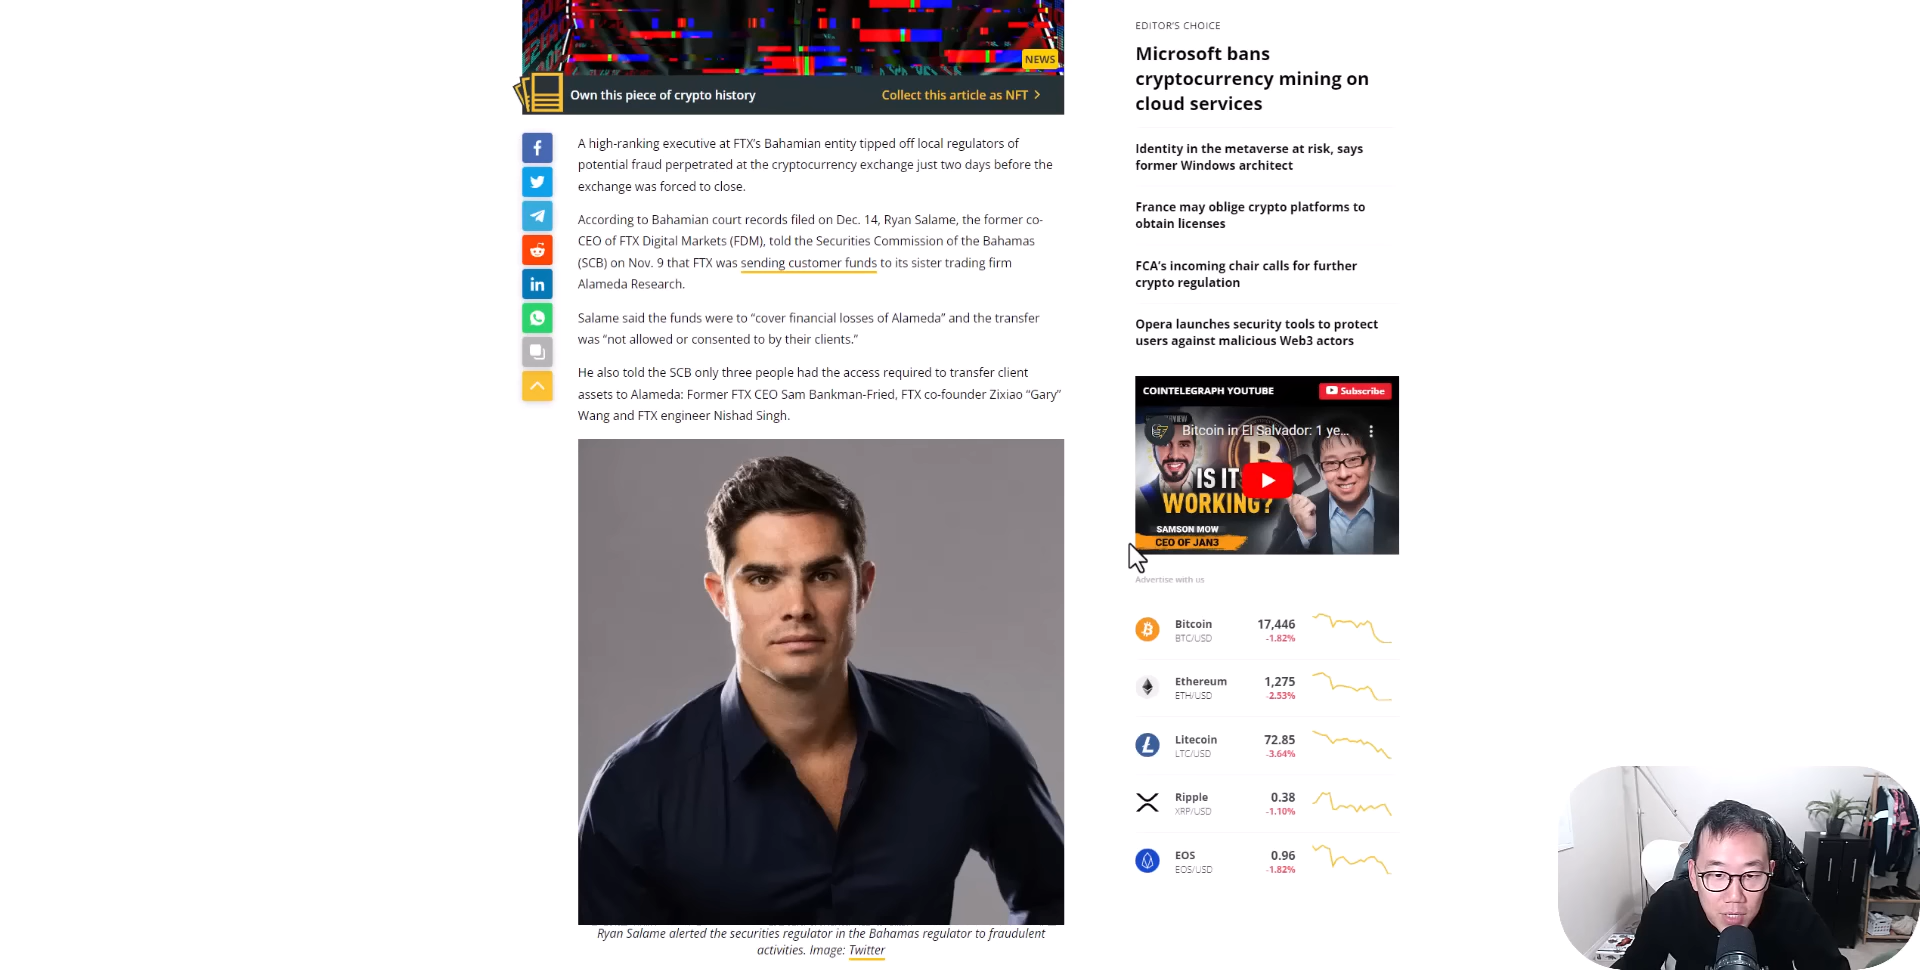 NEWS
Own this piece of crypto history
Collect this article as NFT >
A high-ranking executive at FTX's Bahamian entity tipped off local regulators of
potential fraud perpetrated at the cryptocurrency exchange just two days before the
exchange was forced to close.
According to Bahamian court records filed on Dec. 14, Ryan Salame, the former co-
CEO of FTX Digital Markets (FDM), told the Securities Commission of the Bahamas
(SCB) on Nov. 9 that FTX was sending customer funds to its sister trading firm
Alameda Research.
Salame said the funds were to “cover financial losses of Alameda” and the transfer
was “not allowed or consented to by their clients.”
He also told the SCB only three people had the access required to transfer client
assets to Alameda: Former FTX CEO Sam Bankman-Fried, FTX co-founder Zixiao “Gary”
Wang and FTX engineer Nishad Singh.
Ryan Salame alerted the securities regulator in the Bahamas regulator to fraudulent
activities. Image: Twitter
EDITOR'S CHOICE
Microsoft bans
cryptocurrency mining on
cloud services
Identity in the metaverse at risk, says
former Windows architect
France may oblige crypto platforms to
obtain licenses
FCA's incoming chair calls for further
crypto regulation
Opera launches security tools to protect
users against malicious Web3 actors
COINTELEGRAPH YOUTUBE
Subscribe
Bitcoin in El Salvador: 1 ye...
IS IT
WORKING?
SAMSON MOW
CEO OF JAN3
Advertise with us
Bitcoin 17,446
BTC/USD -1.82%
Ethereum 1,275
ETH/USD -2.53%
Litecoin 72.85
LTC/USD -3.64%
Ripple 0.38
XRP/USD -1.10%
EOS 0.96
EOS/USD -1.82%